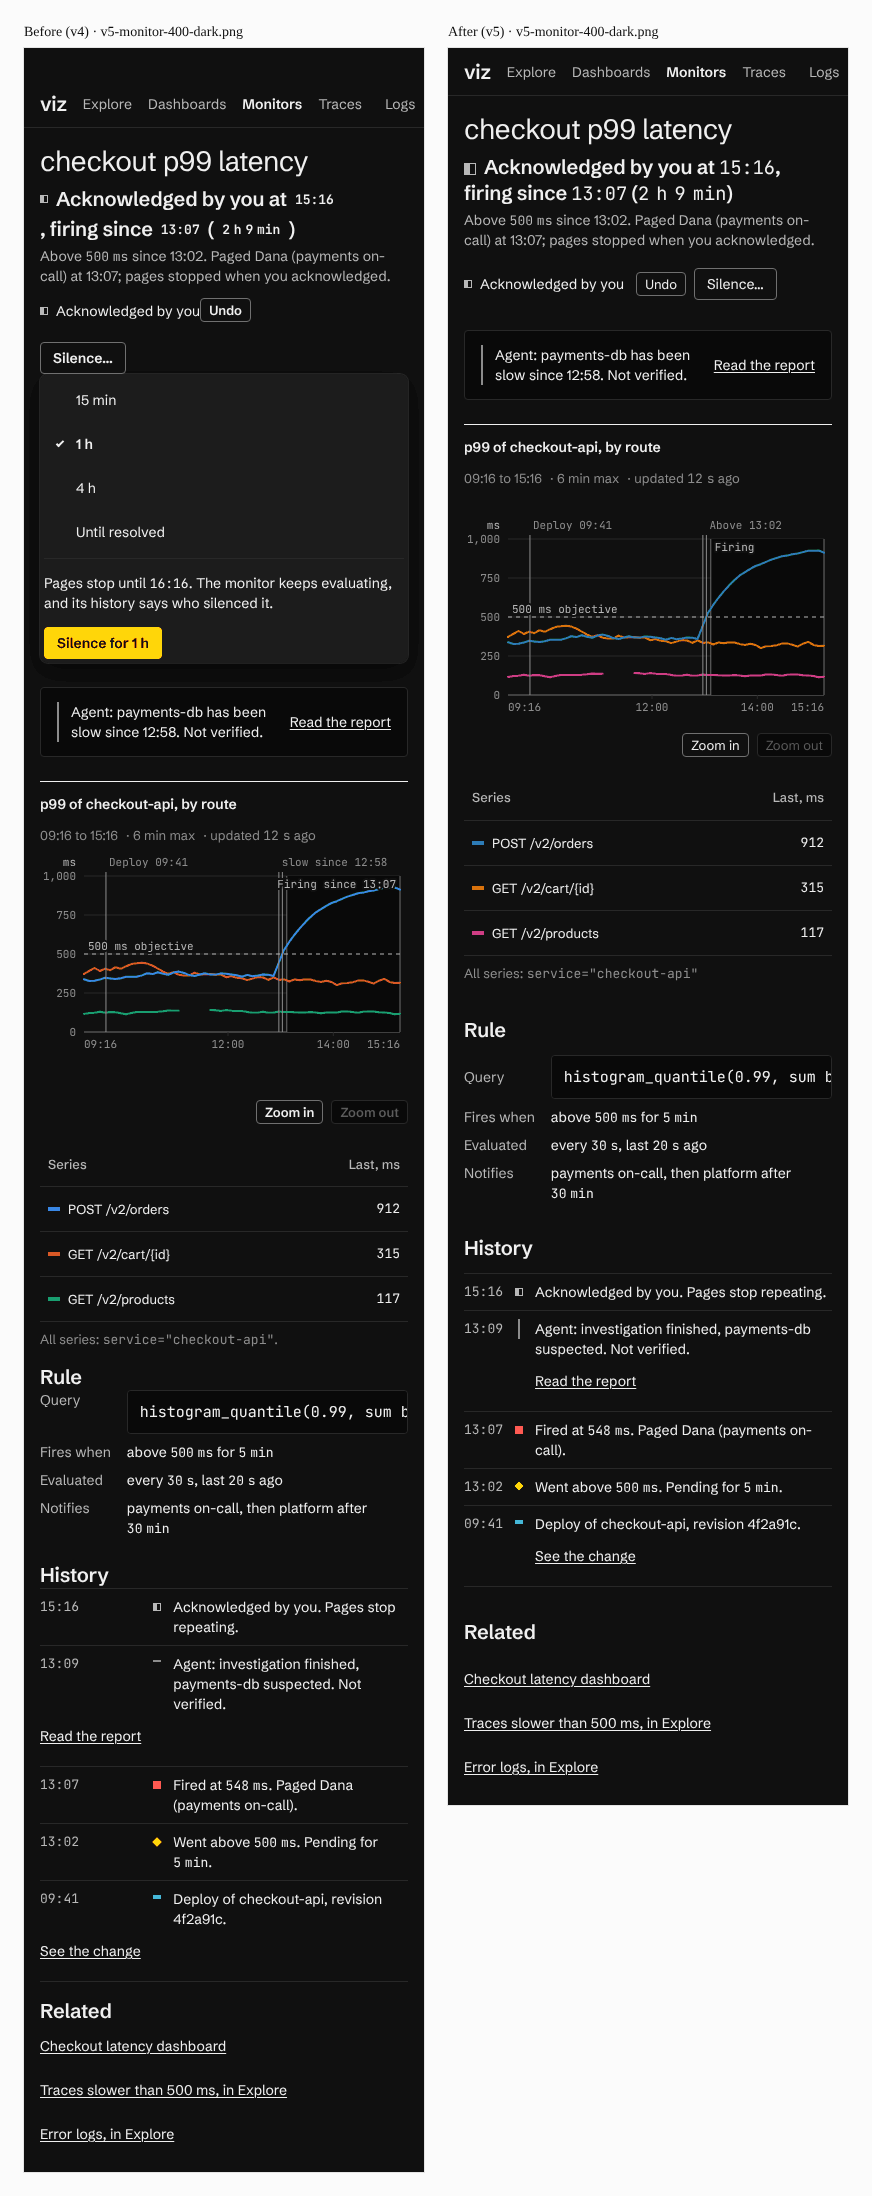 Before (v4) · v5-monitor-400-dark.png
viz Explore Dashboards Monitors Traces Logs
checkout p99 latency
Acknowledged by you at 15:16
, firing since 13:07 ( 2 h 9 min )
Above 500 ms since 13:02. Paged Dana (payments on-
call) at 13:07; pages stopped when you acknowledged.
Acknowledged by you Undo
Silence...
15 min
1 h
4 h
Until resolved
Pages stop until 16:16. The monitor keeps evaluating,
and its history says who silenced it.
Silence for 1 h
Agent: payments-db has been
slow since 12:58. Not verified.
Read the report
p99 of checkout-api, by route
09:16 to 15:16 · 6 min max · updated 12 s ago
ms Deploy 09:41 slow since 12:58
1,000
Firing since 13:07
750
500
500 ms objective
250
0
09:16 12:00 14:00 15:16
Zoom in Zoom out
Series Last, ms
POST /v2/orders 912
GET /v2/cart/{id} 315
GET /v2/products 117
All series: service="checkout-api".
Rule
Query histogram_quantile(0.99, sum b
Fires when above 500 ms for 5 min
Evaluated every 30 s, last 20 s ago
Notifies payments on-call, then platform after
30 min
History
15:16 Acknowledged by you. Pages stop
repeating.
13:09 Agent: investigation finished,
payments-db suspected. Not
verified.
Read the report
13:07 Fired at 548 ms. Paged Dana
(payments on-call).
13:02 Went above 500 ms. Pending for
5 min.
09:41 Deploy of checkout-api, revision
4f2a91c.
See the change
Related
Checkout latency dashboard
Traces slower than 500 ms, in Explore
Error logs, in Explore
After (v5) · v5-monitor-400-dark.png
viz Explore Dashboards Monitors Traces Logs
checkout p99 latency
Acknowledged by you at 15:16,
firing since 13:07 (2 h 9 min)
Above 500 ms since 13:02. Paged Dana (payments on-
call) at 13:07; pages stopped when you acknowledged.
Acknowledged by you Undo Silence...
Agent: payments-db has been
slow since 12:58. Not verified.
Read the report
p99 of checkout-api, by route
09:16 to 15:16 · 6 min max · updated 12 s ago
ms Deploy 09:41 Above 13:02
1,000
Firing
750
500
500 ms objective
250
0
09:16 12:00 14:00 15:16
Zoom in Zoom out
Series Last, ms
POST /v2/orders 912
GET /v2/cart/{id} 315
GET /v2/products 117
All series: service="checkout-api"
Rule
Query histogram_quantile(0.99, sum b
Fires when above 500 ms for 5 min
Evaluated every 30 s, last 20 s ago
Notifies payments on-call, then platform after
30 min
History
15:16 Acknowledged by you. Pages stop repeating.
13:09 Agent: investigation finished, payments-db
suspected. Not verified.
Read the report
13:07 Fired at 548 ms. Paged Dana (payments on-
call).
13:02 Went above 500 ms. Pending for 5 min.
09:41 Deploy of checkout-api, revision 4f2a91c.
See the change
Related
Checkout latency dashboard
Traces slower than 500 ms, in Explore
Error logs, in Explore